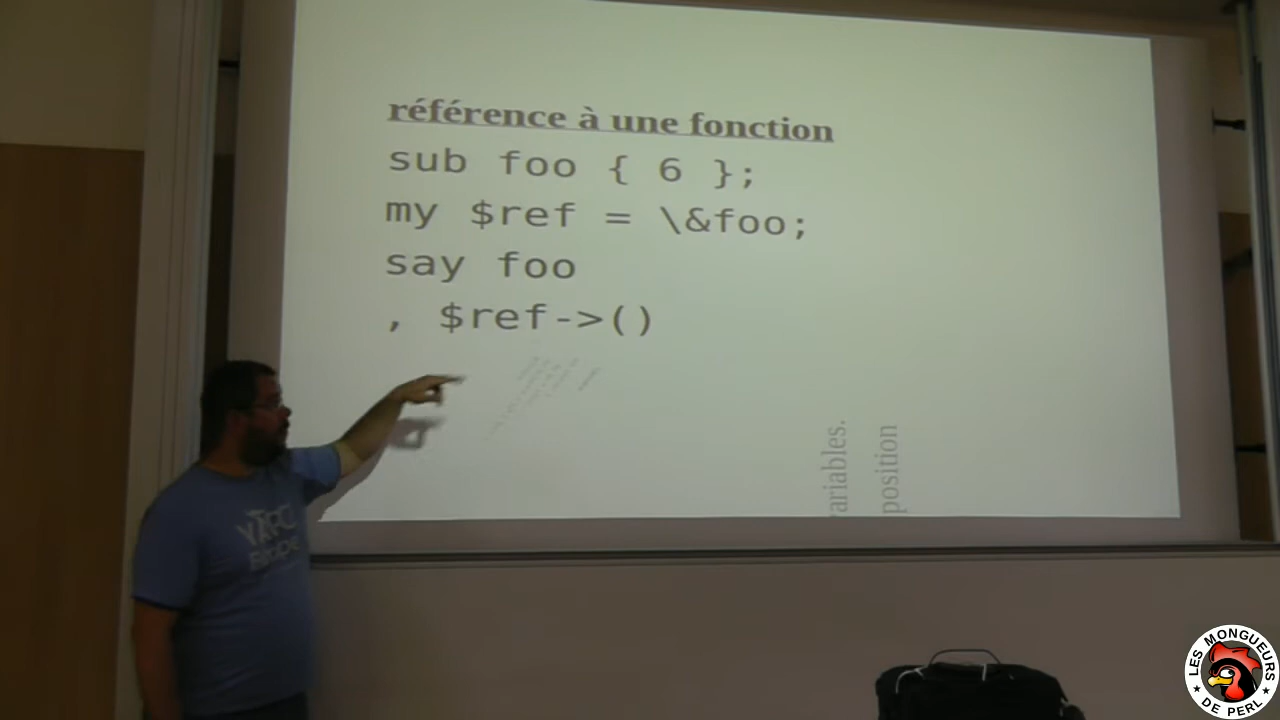 référence à une fonction
sub foo { 6 };
my $ref = \&foo;
say foo
, $ref->()
ariables.
position
LES MONGUEURS
DE PERL